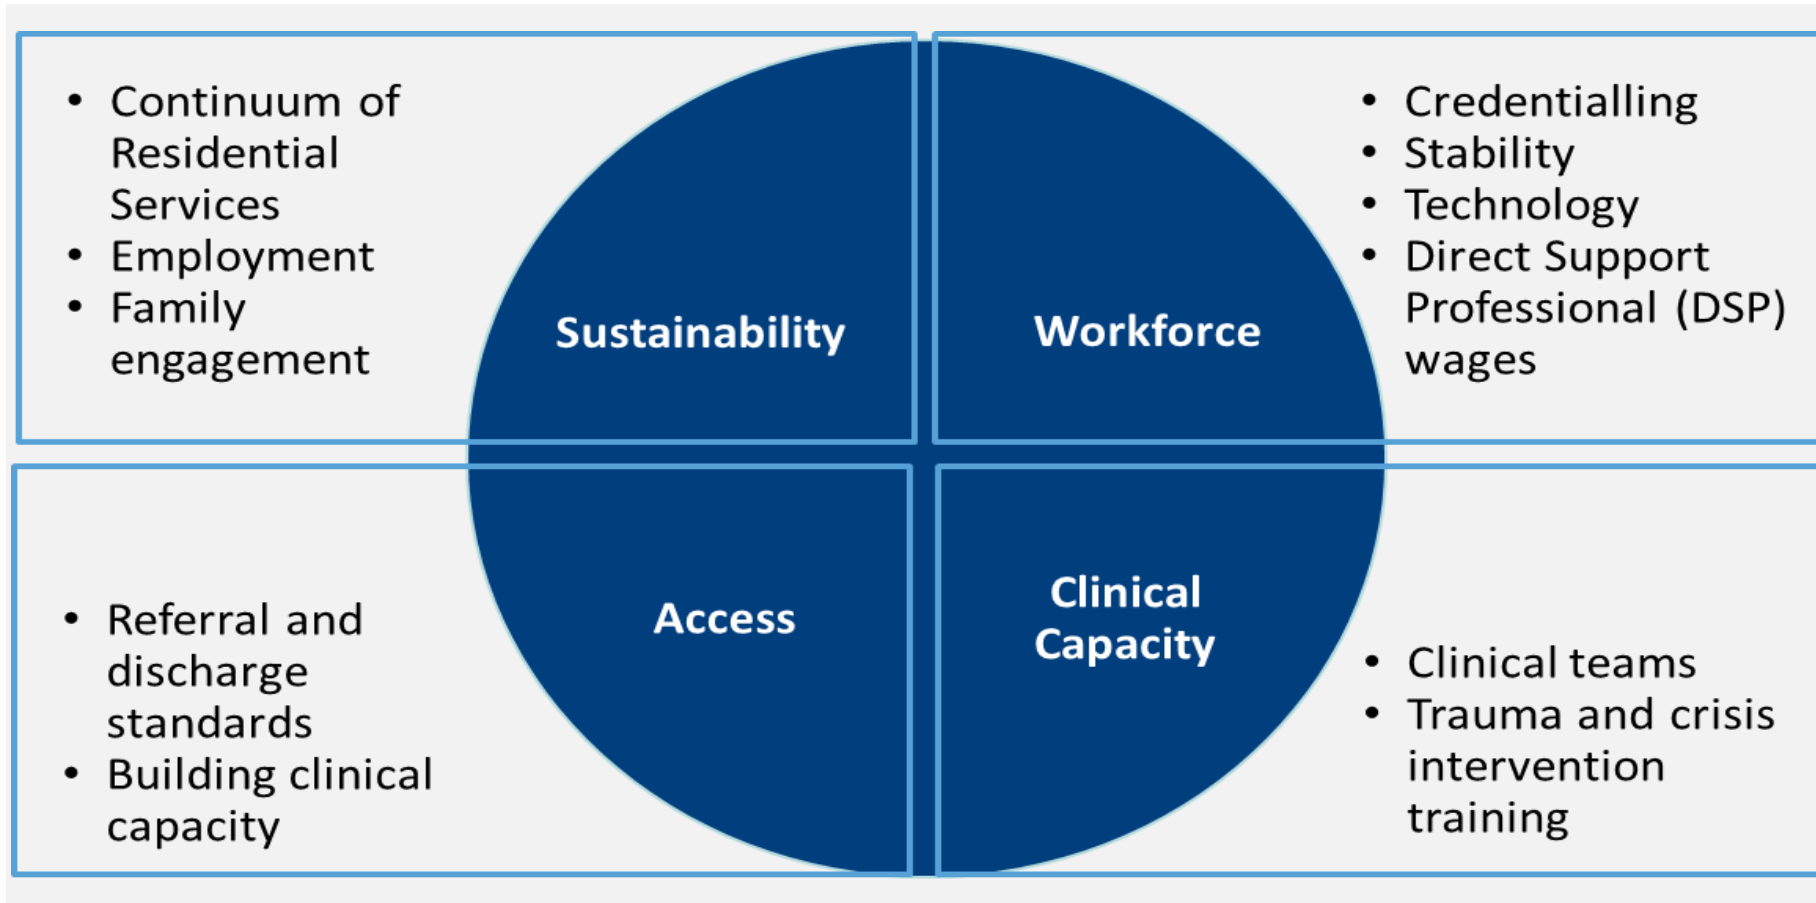 • Continuum of
Residential
Services
• Employment
• Family
engagement
Sustainability
Workforce
• Credentialling
• Stability
• Technology
• Direct Support
Professional (DSP)
wages
• Referral and
discharge
standards
• Building clinical
capacity
Access
Clinical
Capacity
• Clinical teams
• Trauma and crisis
intervention
training